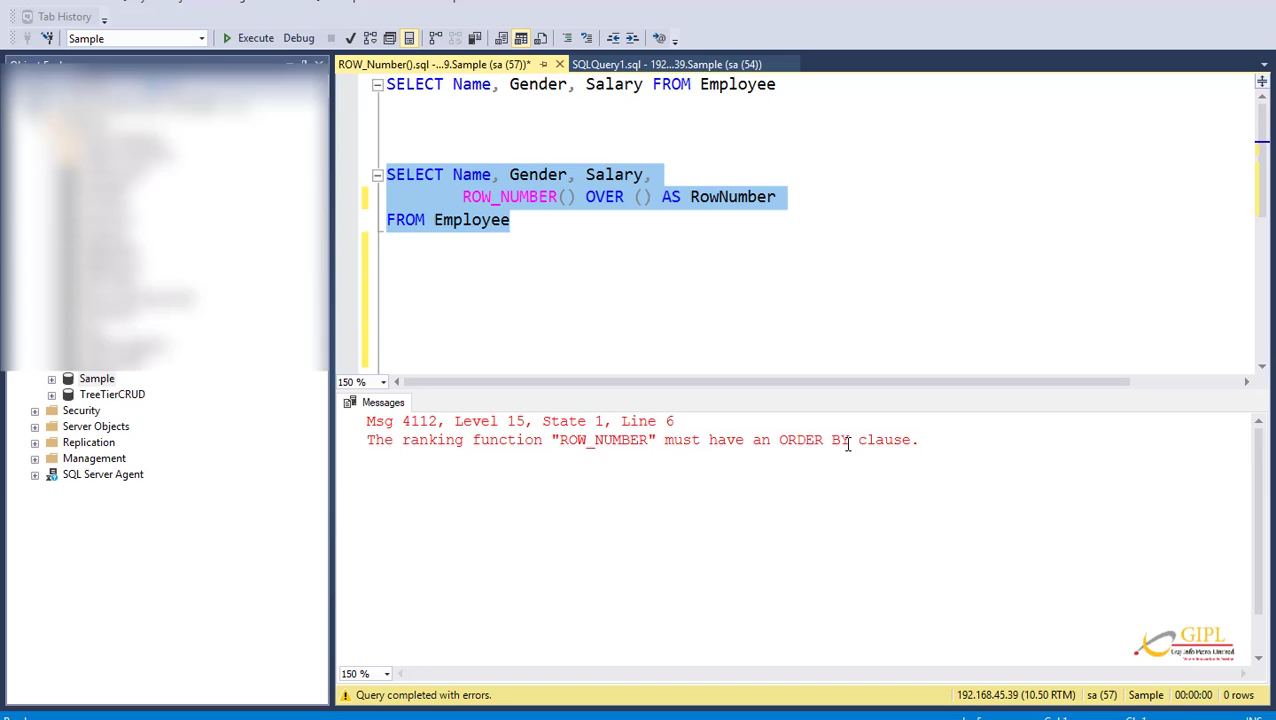 Tab History
Sample
Execute
Debug
ROW_Number().sql -...9.Sample (sa (57))*
SQLQuery1.sql - 192...39.Sample (sa (54))
SELECT Name, Gender, Salary FROM Employee
SELECT Name, Gender, Salary,
ROW_NUMBER() OVER () AS RowNumber
FROM Employee
150 %
Messages
Msg 4112, Level 15, State 1, Line 6
The ranking function "ROW_NUMBER" must have an ORDER BY clause.
Sample
TreeTierCRUD
Security
Server Objects
Replication
Management
SQL Server Agent
GIPL
150 %
Query completed with errors.
192.168.45.39 (10.50 RTM)
sa (57)
Sample
00:00:00
0 rows